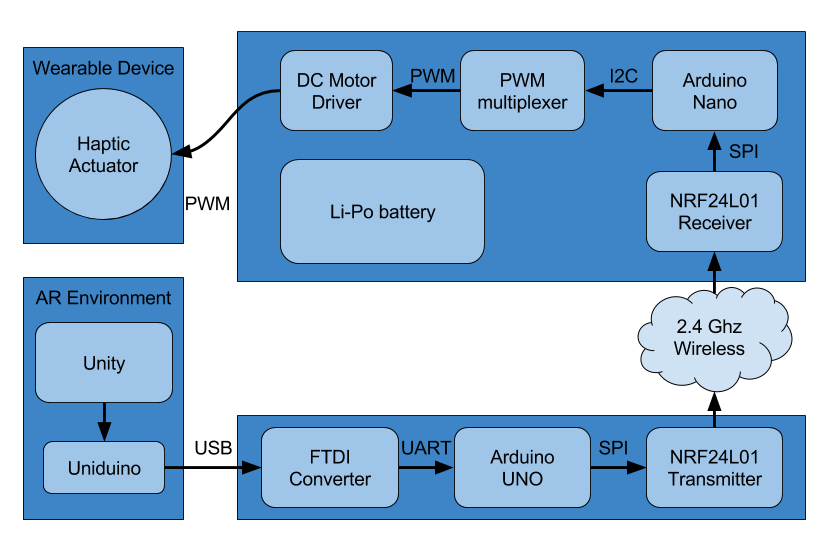 Wearable Device
Haptic
Actuator
PWM
DC Motor
Driver
PWM
PWM
multiplexer
I2C
Arduino
Nano
SPI
Li-Po battery
NRF24L01
Receiver
2.4 Ghz
Wireless
AR Environment
Unity
Uniduino
USB
FTDI
Converter
UART
Arduino
UNO
SPI
NRF24L01
Transmitter